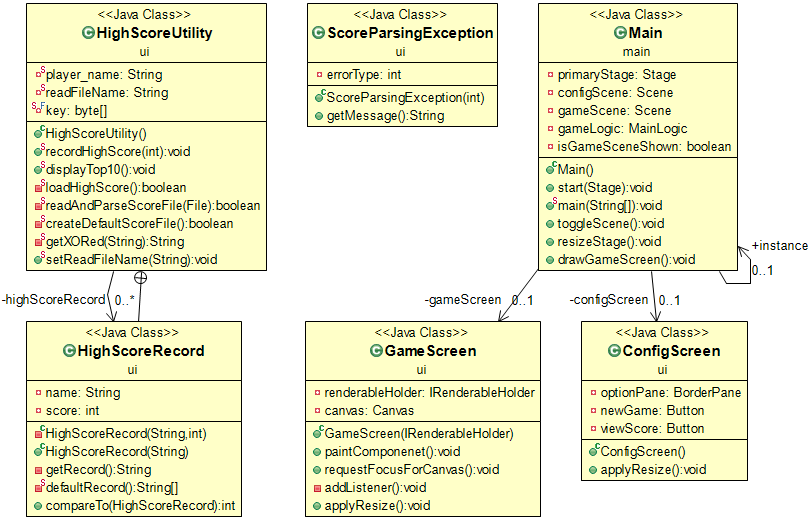 <<Java Class>>
HighScoreUtility
ui
player_name: String
readFileName: String
key: byte[]
HighScoreUtility()
recordHighScore(int):void
displayTop10():void
loadHighScore():boolean
readAndParseScoreFile(File):boolean
createDefaultScoreFile():boolean
getXORed(String):String
setReadFileName(String):void
<<Java Class>>
ScoreParsingException
ui
errorType: int
ScoreParsingException(int)
getMessage():String
<<Java Class>>
Main
main
primaryStage: Stage
configScene: Scene
gameScene: Scene
gameLogic: MainLogic
isGameSceneShown: boolean
Main()
start(Stage):void
main(String[]):void
toggleScene():void
resizeStage():void
drawGameScreen():void
+instance
0..1
-highScoreRecord
0..*
-gameScreen
0..1
-configScreen
0..1
<<Java Class>>
HighScoreRecord
ui
name: String
score: int
HighScoreRecord(String,int)
HighScoreRecord(String)
getRecord():String
defaultRecord():String[]
compareTo(HighScoreRecord):int
<<Java Class>>
GameScreen
ui
renderableHolder: IRenderableHolder
canvas: Canvas
GameScreen(IRenderableHolder)
paintComponenet():void
requestFocusForCanvas():void
addListener():void
applyResize():void
<<Java Class>>
ConfigScreen
ui
optionPane: BorderPane
newGame: Button
viewScore: Button
ConfigScreen()
applyResize():void